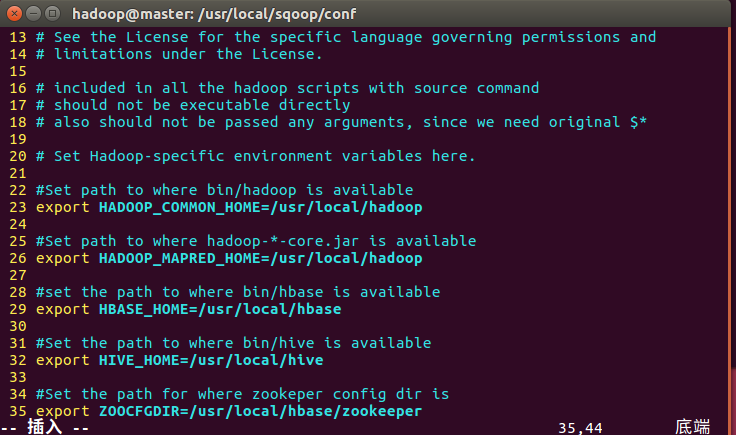 hadoop@master: /usr/local/sqoop/conf
13 # See the License for the specific language governing permissions and
14 # limitations under the License.
15
16 # included in all the hadoop scripts with source command
17 # should not be executable directly
18 # also should not be passed any arguments, since we need original $*
19
20 # Set Hadoop-specific environment variables here.
21
22 #Set path to where bin/hadoop is available
23 export HADOOP_COMMON_HOME=/usr/local/hadoop
24
25 #Set path to where hadoop-*-core.jar is available
26 export HADOOP_MAPRED_HOME=/usr/local/hadoop
27
28 #set the path to where bin/hbase is available
29 export HBASE_HOME=/usr/local/hbase
30
31 #Set the path to where bin/hive is available
32 export HIVE_HOME=/usr/local/hive
33
34 #Set the path for where zookeper config dir is
35 export ZOOCFGDIR=/usr/local/hbase/zookeeper
-- 插入 -- 35,44 底端